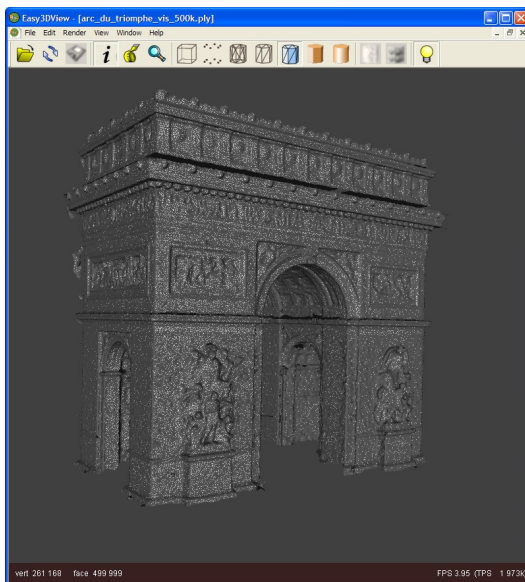 Easy3DView - [arc_du_triomphe_vis_500k.ply]
File Edit Render View Window Help
vert 261 168 face 499 999 FPS 3.95 (TPS 1 973k